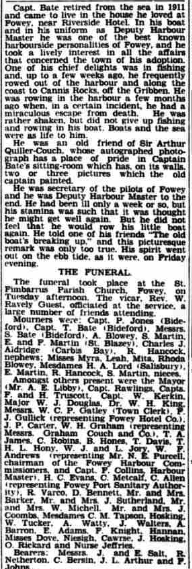 Capt. Bate retired from the sea in 1911
and came to live in the house he loved at
Fowey, near Riverside Hotel. In his boat
and in his uniform as Deputy Harbour
Master he was one of the best known
harbourside personalities of Fowey, and he
took a lively interest in all the affairs
that concerned the town of his adoption.
One of his chief delights was in fishing
and, up to a few weeks ago, he frequently
rowed out of the harbour and along the
coast to Cannis Rocks, off the Gribben. He
was rowing in the harbour a few months
ago when, in a certain incident, he had a
miraculous escape from death. He was
rather shaken, but did not give up fishing
and rowing in his boat. Boats and the sea
were as life to him.
He was an old friend of Sir Arthur
Quiller-Couch, whose autographed photo-
graph has a place of pride in Captain
Bate's sitting-room which has, on its walls,
two or three pictures which the old
captain painted.
He was secretary of the pilots of Fowey
and he was Deputy Harbour Master to the
end. He had been ill only a week or so, but
his stamina was such that it was thought
he might get well again. But he did not
feel that he would row his little boat
again. He told one of his friends "The old
boat's breaking up," and this picturesque
remark was only too true. His spirit went
out on the ebb tide, as it were, on Friday
evening.
THE FUNERAL.
The funeral took place at the St.
Fimbarrus Parish Church, Fowey, on
Tuesday afternoon. The vicar, Rev. W.
Ravely Guest, officiated at the service, a
large number of friends attending.
Mourners were: Capt. P. Jones (Bide-
ford), Capt. T. Bate (Bideford), Messrs.
S. Bate (Bideford), A. Blowey, S. Martin,
E. and P. Martin (St. Blazey), Charles J.
Aldridge (Carbis Bay), R. Hancock,
nephews; Misses Myra, Leah, Mita, Rhoda
Blowey, Mesdames H. A. Lord (Salisbury),
E. Martin, R. Hancock, S. Martin, nieces.
Amongst others present were the Mayor
(Mr. A. E. Libby), Capt. Rawlings, Capts.
P. and H. Truscott, Capt. W. Kerkin,
Major W. J. Douglas, Dr. W. H. King,
Messrs. W. C. P. Gatley (Town Clerk), F.
J. Gullick (representing Fowey Hotel Co.)
J. P. Carter, W. H. Graham (representing
Messrs. Graham Couch and Co.), T. A.
James, C. Robins, B. Hones, T. Davis, T.
H. L. Hony, W. J. and L. Jory, W. P.
Andrews (representing Mr. N. E. Purcell,
chairman of the Fowey Harbour Com-
missioners, and Capt. F. Collins, Harbour
Master), H. C. Evans, C. Metcalf, C. Allen
(representing Fowey Port Sanitary Author-
ity), R. Varco, D. Bennett, Mr. and Mrs.
Barker, Mr. and Mrs. J. Sutherland, Mr.
and Mrs. W. Michell, Mr. and Mrs. J.
Coombs, Mesdames C. M. Tapson, Hosking,
W. Tucker, A. Watty, J. Walters, A.
Barron, E. Adams, F. Knight, Hannan,
Misses Dove, Niesigh, Cawrse, J. Hosking,
O. Rickard and Nurse Jeffries.
Bearers: Messrs. J. and E. Salt, R.
Netherton, C. Bersin, J. L. Arthur and F.
Johns.